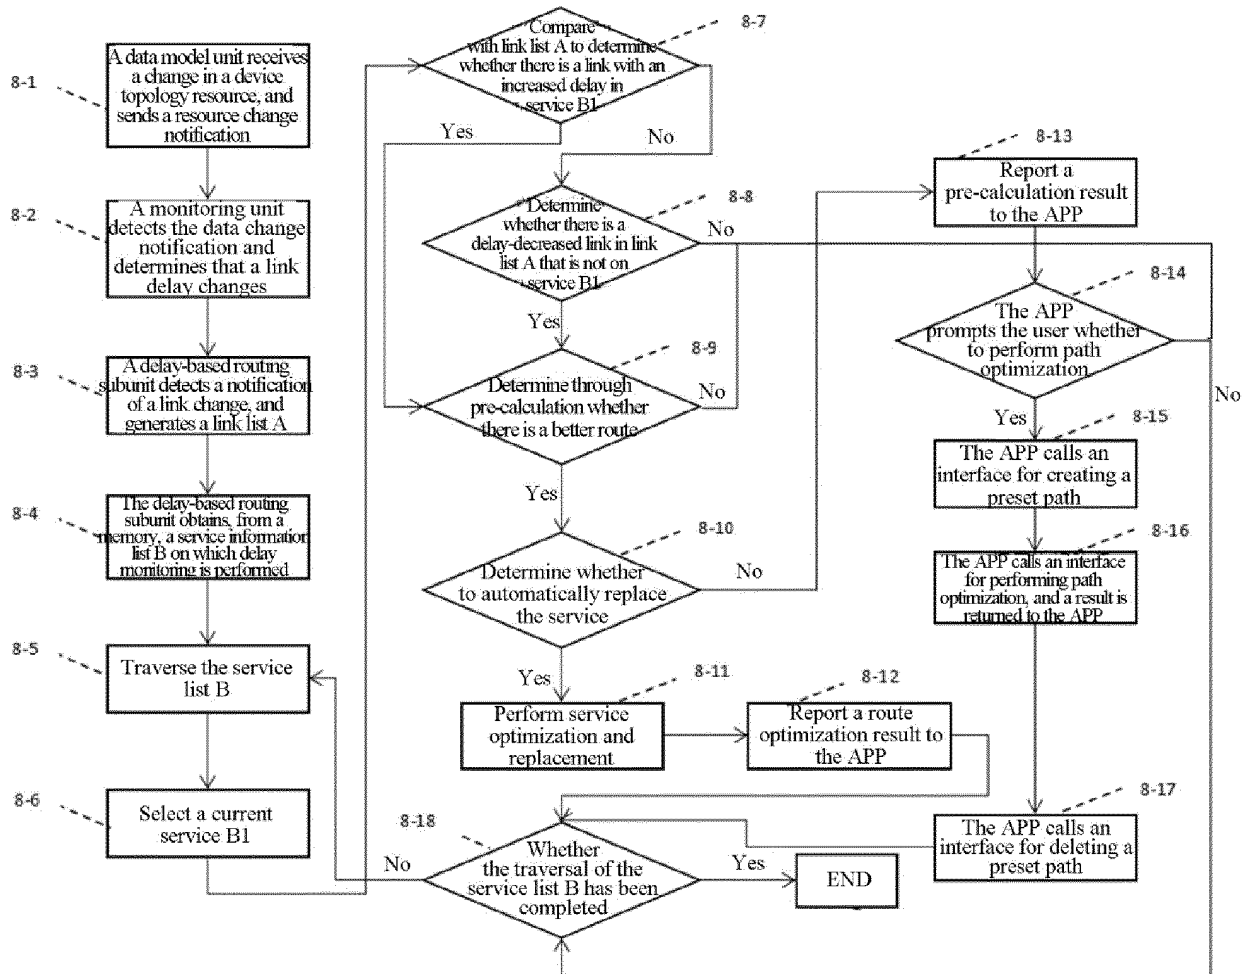 8-1
A data model unit receives
a change in a device
topology resource, and
sends a resource change
notification
8-2
A monitoring unit
detects the data change
notification and
determines that a link
delay changes
8-3
A delay-based routing
subunit detects a notification
of a link change, and
generates a link list A
8-4
The delay-based routing
subunit obtains, from a
memory, a service information
list B on which delay
monitoring is performed
8-5
Traverse the service
list B
8-6
Select a current
service B1
8-7
Compare
with link list A to determine
whether there is a link with an
increased delay in
service B1
Yes
No
8-8
Determine
whether there is a
delay-decreased link in link
list A that is not on
service B1
No
Yes
8-9
Determine through
pre-calculation whether
there is a better route
No
Yes
8-10
Determine whether
to automatically replace
the service
No
Yes
8-11
Perform service
optimization and
replacement
8-12
Report a route
optimization result to
the APP
8-13
Report a
pre-calculation result
to the APP
8-14
The APP
prompts the user whether
to perform path
optimization
No
Yes
8-15
The APP calls an
interface for creating a
preset path
8-16
The APP calls an interface
for performing path
optimization, and a result is
returned to the APP
8-17
The APP calls an
interface for deleting a
preset path
8-18
Whether
the traversal of the
service list B has been
completed
No
Yes
END